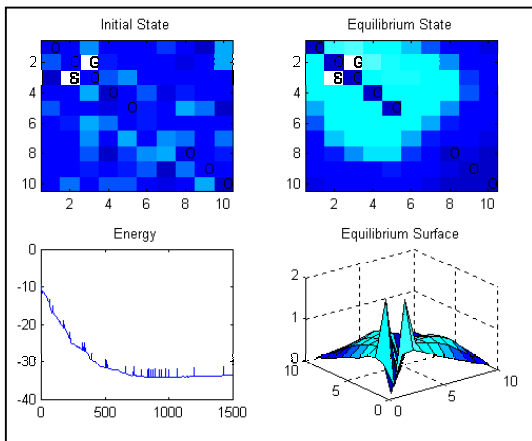 Initial State
Equilibrium State
O
O G
2
S O
O
4
O
6
O
8
O
10
O
2 4 6 8 10
O
O G
2
S O
O
4
O
6
O
8
O
10
O
2 4 6 8 10
Energy
0
-10
-20
-30
-40
0 500 1000 1500
Equilibrium Surface
2
1
0
10
5
0
0
5
10